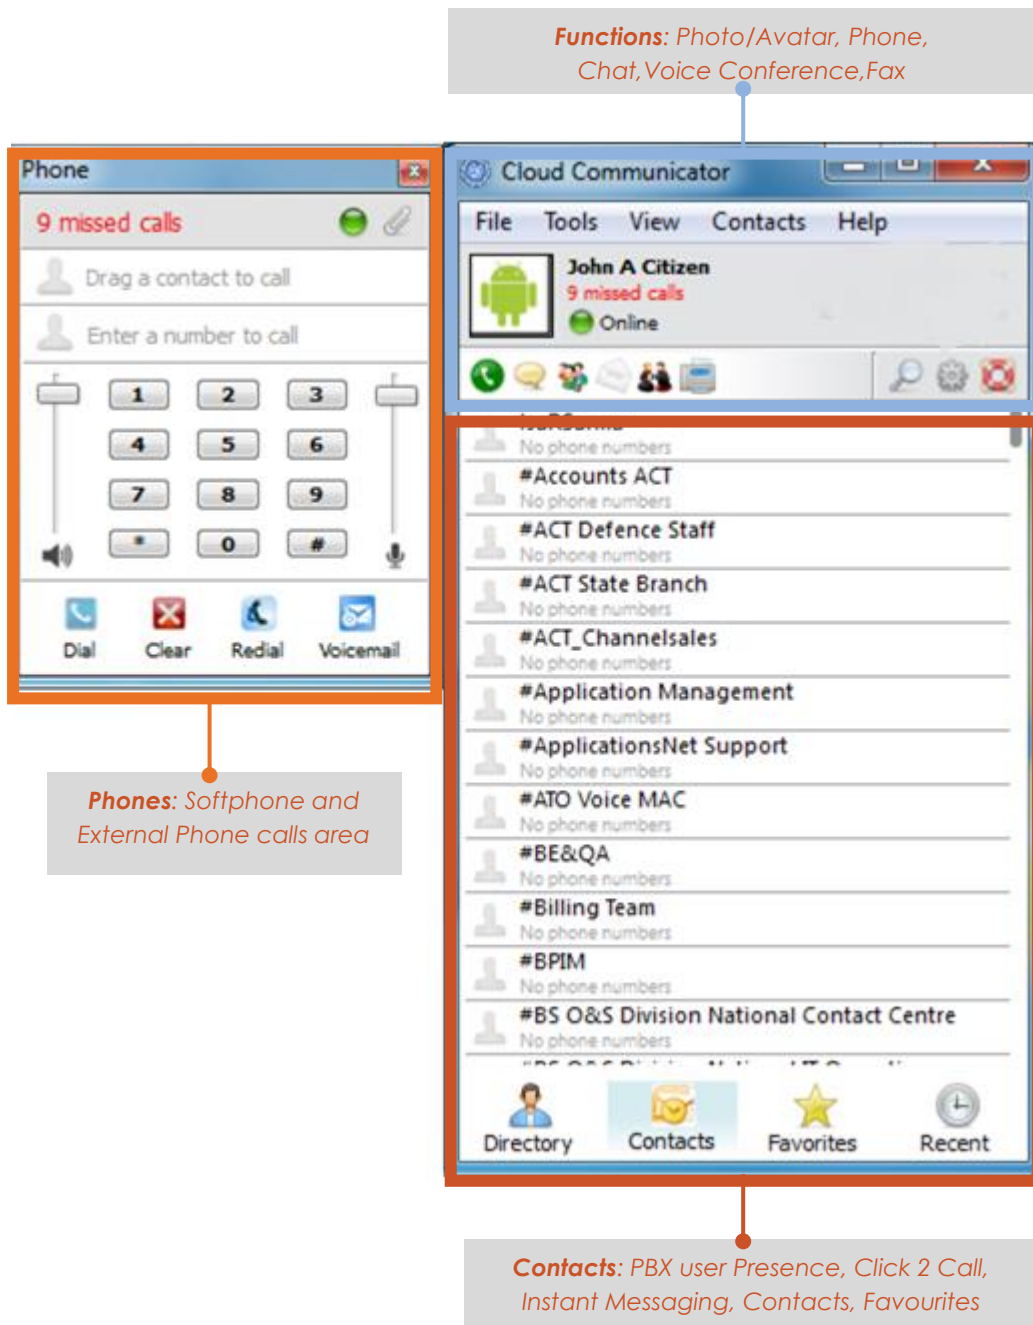 Functions: Photo/Avatar, Phone,
Chat,Voice Conference,Fax
Phone
9 missed calls
Drag a contact to call
Enter a number to call
1 2 3
4 5 6
7 8 9
* 0 #
Dial Clear Redial Voicemail
Phones: Softphone and
External Phone calls area
Cloud Communicator
File Tools View Contacts Help
John A Citizen
9 missed calls
Online
No phone numbers
#Accounts ACT
No phone numbers
#ACT Defence Staff
No phone numbers
#ACT State Branch
No phone numbers
#ACT_Channelsales
No phone numbers
#Application Management
No phone numbers
#ApplicationsNet Support
No phone numbers
#ATO Voice MAC
No phone numbers
#BE&QA
No phone numbers
#Billing Team
No phone numbers
#BPIM
No phone numbers
#BS O&S Division National Contact Centre
No phone numbers
Directory Contacts Favorites Recent
Contacts: PBX user Presence, Click 2 Call,
Instant Messaging, Contacts, Favourites